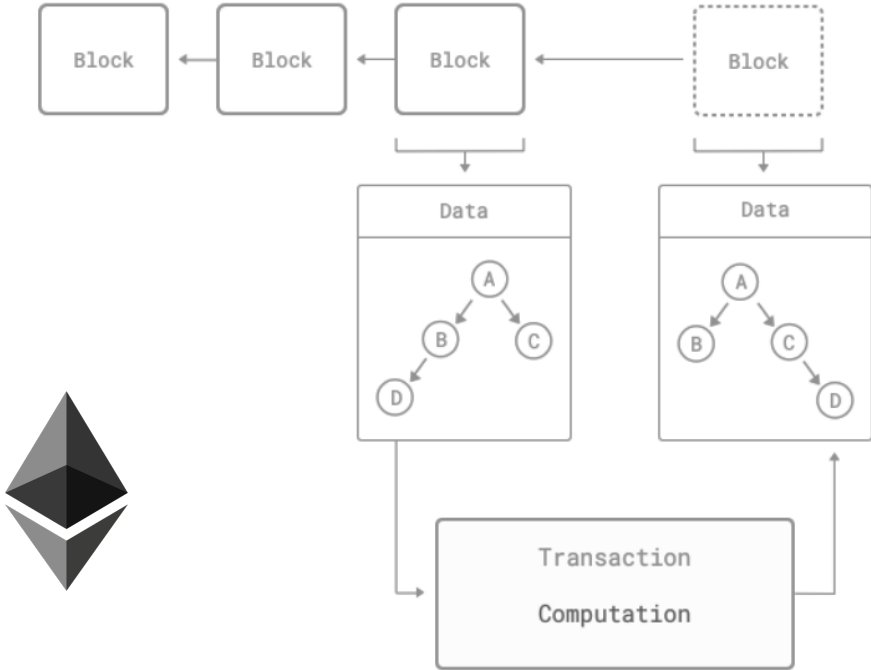 Block
Block
Block
Block
Data
Data
A
B
C
D
A
B
C
D
Transaction
Computation